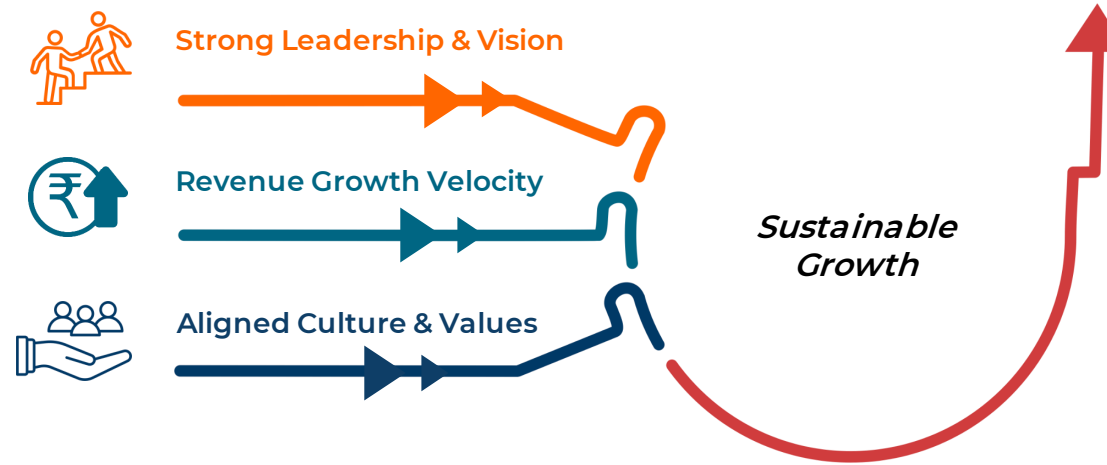 Strong Leadership & Vision
₹
Revenue Growth Velocity
Sustainable
Growth
Aligned Culture & Values